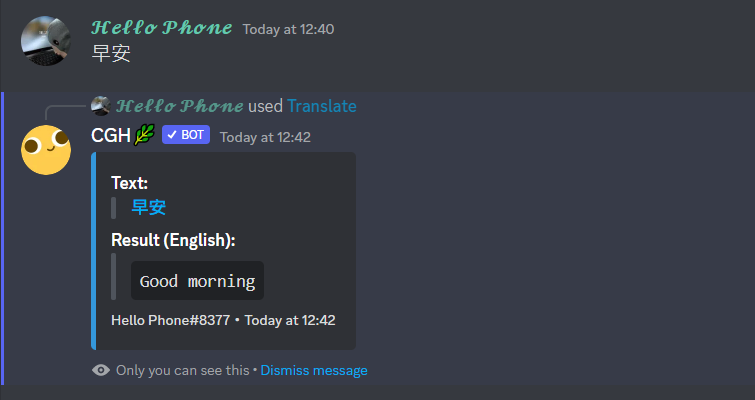 𝓗𝓮𝓵𝓵𝓸 𝓟𝓱𝓸𝓷𝓮 Today at 12:40
早安
𝓗𝓮𝓵𝓵𝓸 𝓟𝓱𝓸𝓷𝓮 used Translate
CGH🌿 ✓ BOT Today at 12:42
Text:
早安
Result (English):
Good morning
Hello Phone#8377 • Today at 12:42
Only you can see this • Dismiss message